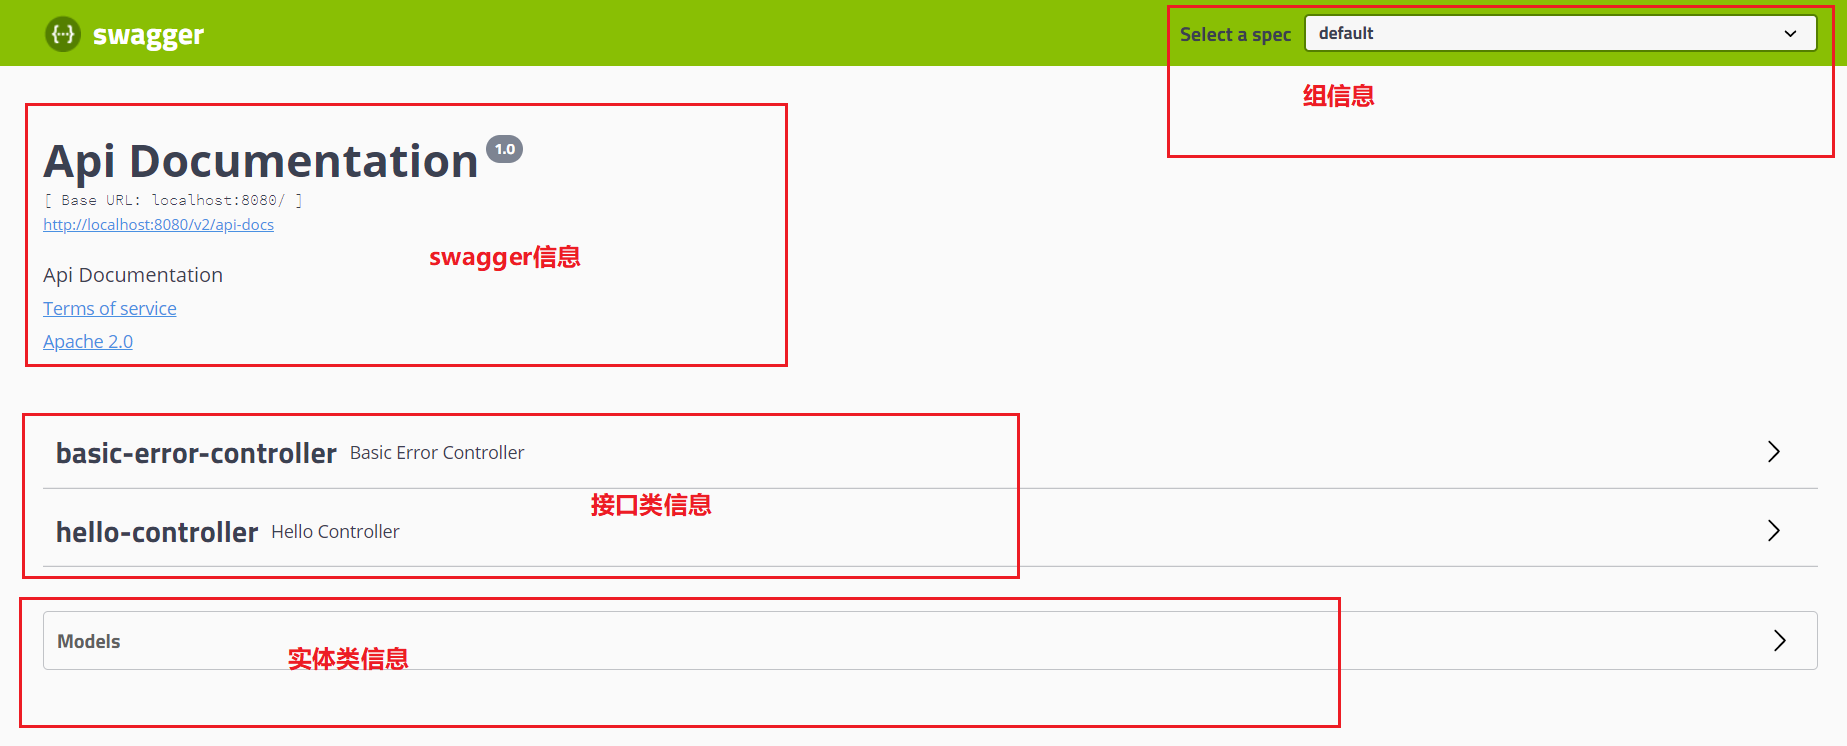 swagger
Select a spec
default
组信息
Api Documentation 1.0
[ Base URL: localhost:8080/ ]
http://localhost:8080/v2/api-docs
swagger信息
Api Documentation
Terms of service
Apache 2.0
basic-error-controller Basic Error Controller
接口类信息
hello-controller Hello Controller
Models
实体类信息